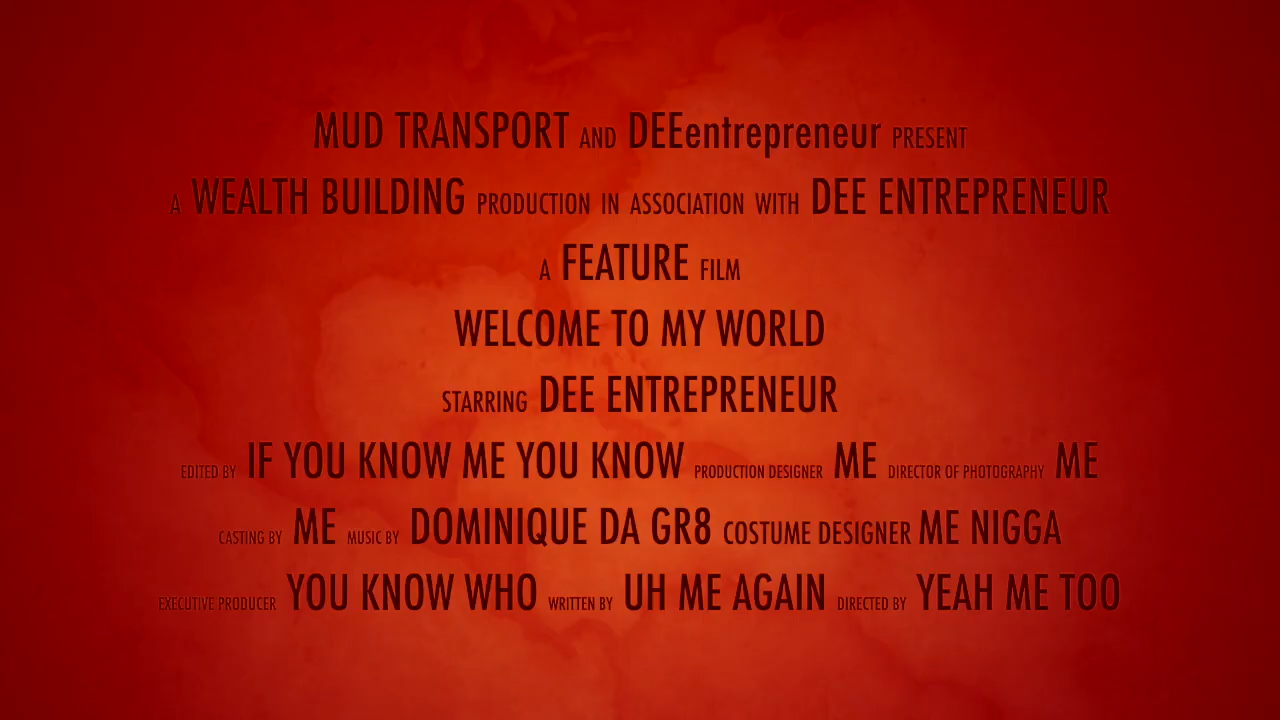 MUD TRANSPORT AND DEEentrepreneur PRESENT
A WEALTH BUILDING PRODUCTION IN ASSOCIATION WITH DEE ENTREPRENEUR
A FEATURE FILM
WELCOME TO MY WORLD
STARRING DEE ENTREPRENEUR
EDITED BY IF YOU KNOW ME YOU KNOW PRODUCTION DESIGNER ME DIRECTOR OF PHOTOGRAPHY ME
CASTING BY ME MUSIC BY DOMINIQUE DA GR8 COSTUME DESIGNER ME NIGGA
EXECUTIVE PRODUCER YOU KNOW WHO WRITTEN BY UH ME AGAIN DIRECTED BY YEAH ME TOO